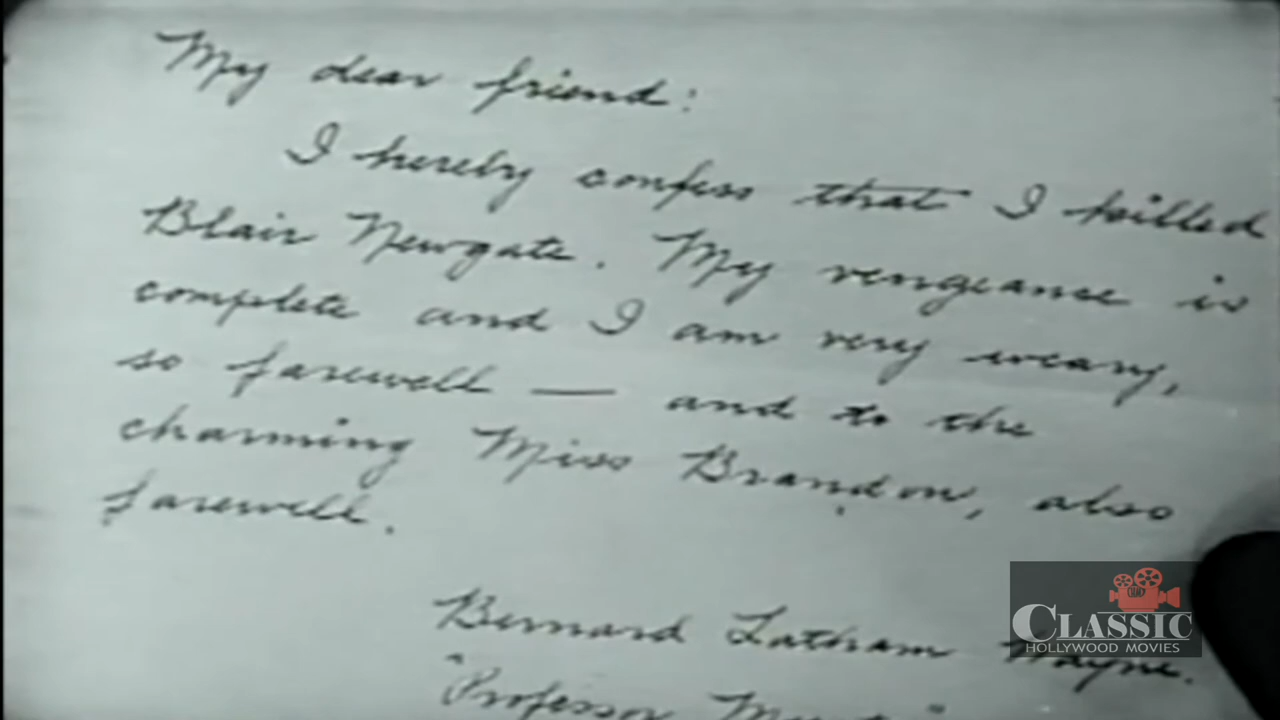 My dear friend:
I hereby confess that I killed
Blair Newgate. My vengeance is
complete and I am very weary,
so farewell — and to the
charming Miss Brandon, also
farewell.
Bernard Latham Wayne.
"Professor
CLASSIC
HOLLYWOOD MOVIES